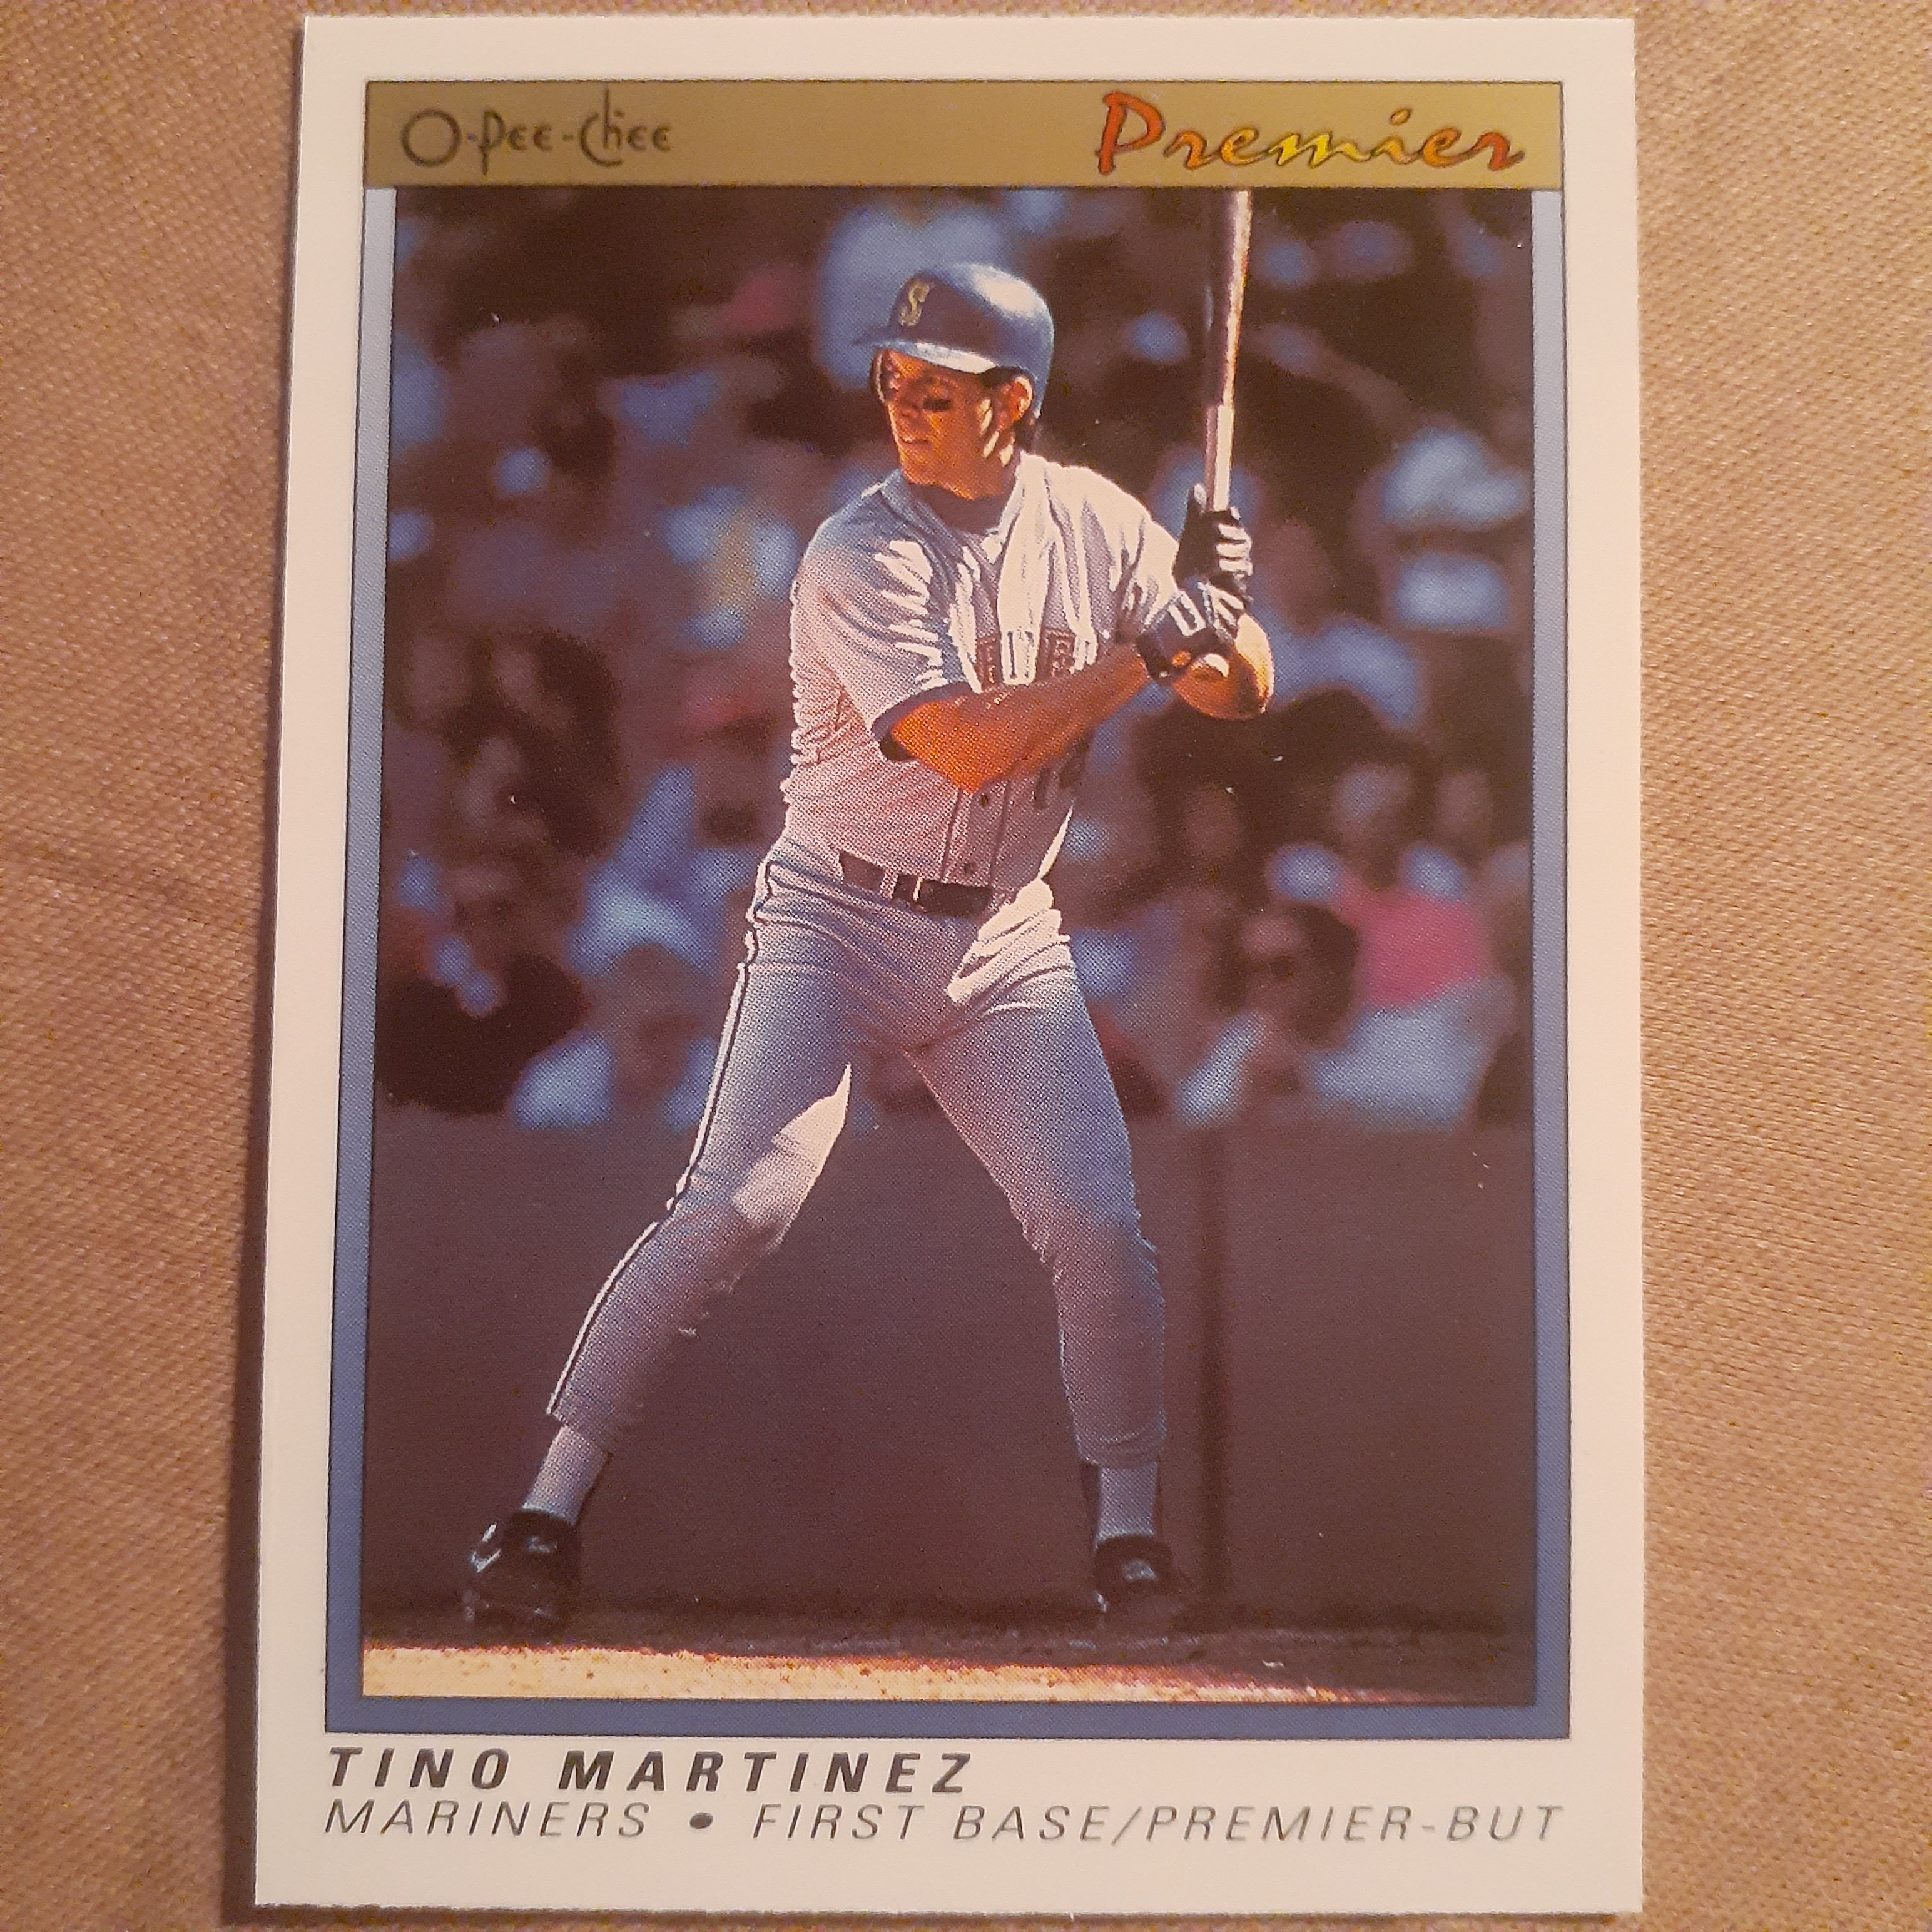 O-Pee-Chee Premier
S
TINO MARTINEZ
MARINERS • FIRST BASE/PREMIER-BUT